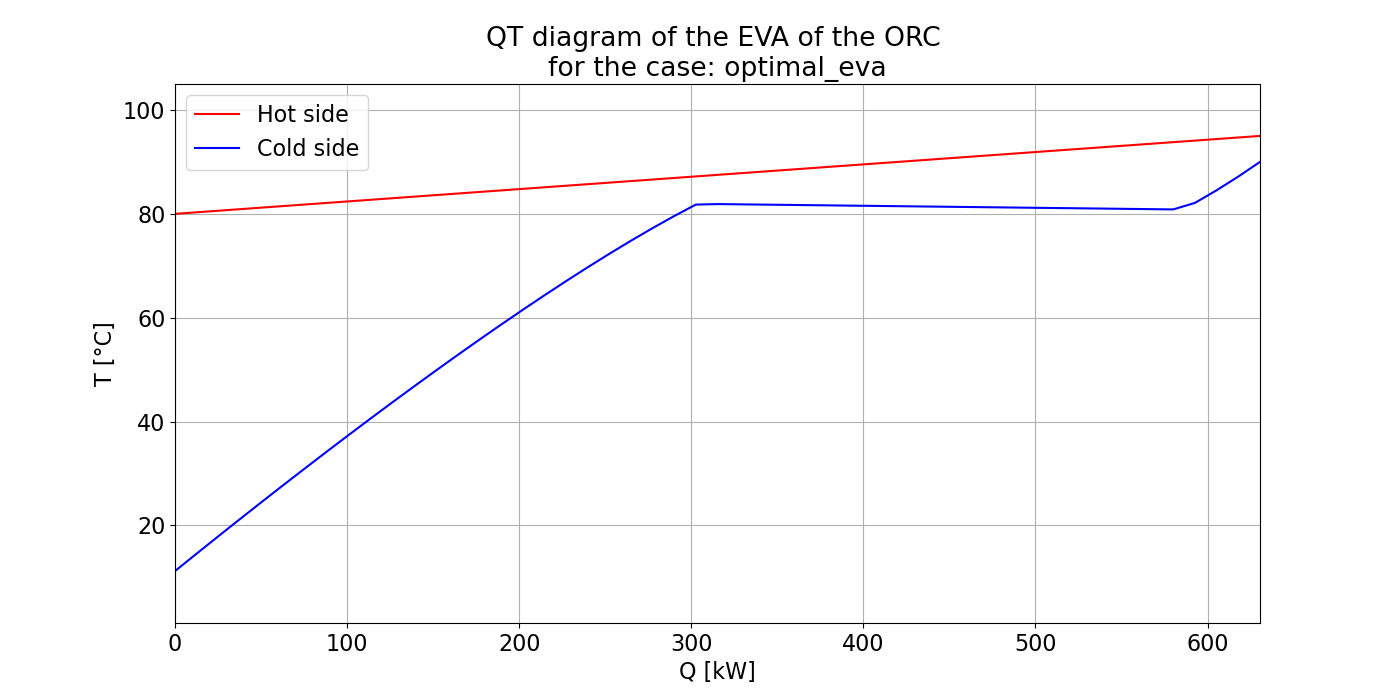 QT diagram of the EVA of the ORC
for the case: optimal_eva
Hot side
Cold side
T [°C]
100
80
60
40
20
0 100 200 300 400 500 600
Q [kW]